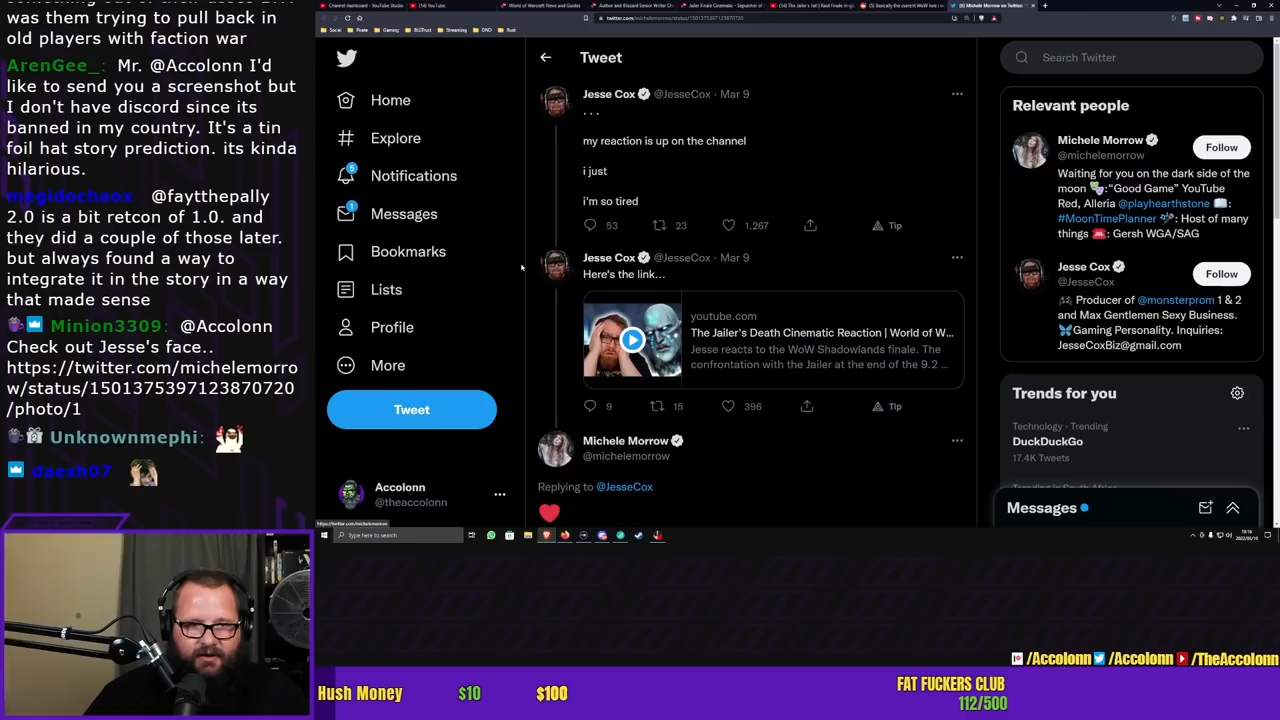 was them trying to pull back in
old players with faction war
ArenGee_: Mr. @Accolonn I'd
like to send you a screenshot but
I don't have discord since its
banned in my country. It's a tin
foil hat story prediction. its kinda
hilarious.
megidochaox @faytthepally
2.0 is a bit retcon of 1.0. and
they did a couple of those later.
but always found a way to
integrate it in the story in a way
that made sense
Minion3309: @Accolonn
Check out Jesse's face..
https://twitter.com/michelemorro
w/status/1501375397123870720
/photo/1
Unknownmephi:
daesh07
Home
Explore
5
Notifications
1
Messages
Bookmarks
Lists
Profile
More
Tweet
Accolonn
@theaccolonn
Tweet
Jesse Cox @JesseCox · Mar 9
. . .
my reaction is up on the channel
i just
i'm so tired
53
23
1,267
Tip
Jesse Cox @JesseCox · Mar 9
Here's the link...
youtube.com
The Jailer's Death Cinematic Reaction | World of W...
Jesse reacts to the WoW Shadowlands finale. The
confrontation with the Jailer at the end of the 9.2 ...
9
15
396
Tip
Michele Morrow
@michelemorrow
Replying to @JesseCox
Search Twitter
Relevant people
Michele Morrow
@michelemorrow
Follow
Waiting for you on the dark side of the
moon :"Good Game" YouTube
Red, Alleria @playhearthstone :
#MoonTimePlanner : Host of many
things : Gersh WGA/SAG
Jesse Cox
@JesseCox
Follow
Producer of @monsterprom 1 & 2
and Max Gentlemen Sexy Business.
Gaming Personality. Inquiries:
JesseCoxBiz@gmail.com
Trends for you
Technology · Trending
DuckDuckGo
17.4K Tweets
Messages
Type here to search
Hush Money $10 $100
/Accolonn /Accolonn /TheAccolonn
FAT FUCKERS CLUB
112/500